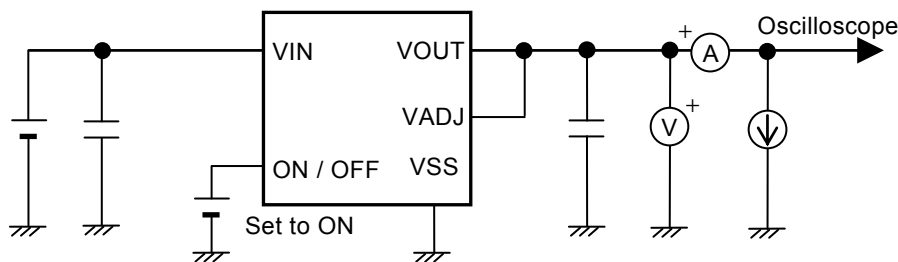 Oscilloscope
+
A
VIN
VOUT
VADJ
+
V
ON / OFF
VSS
Set to ON